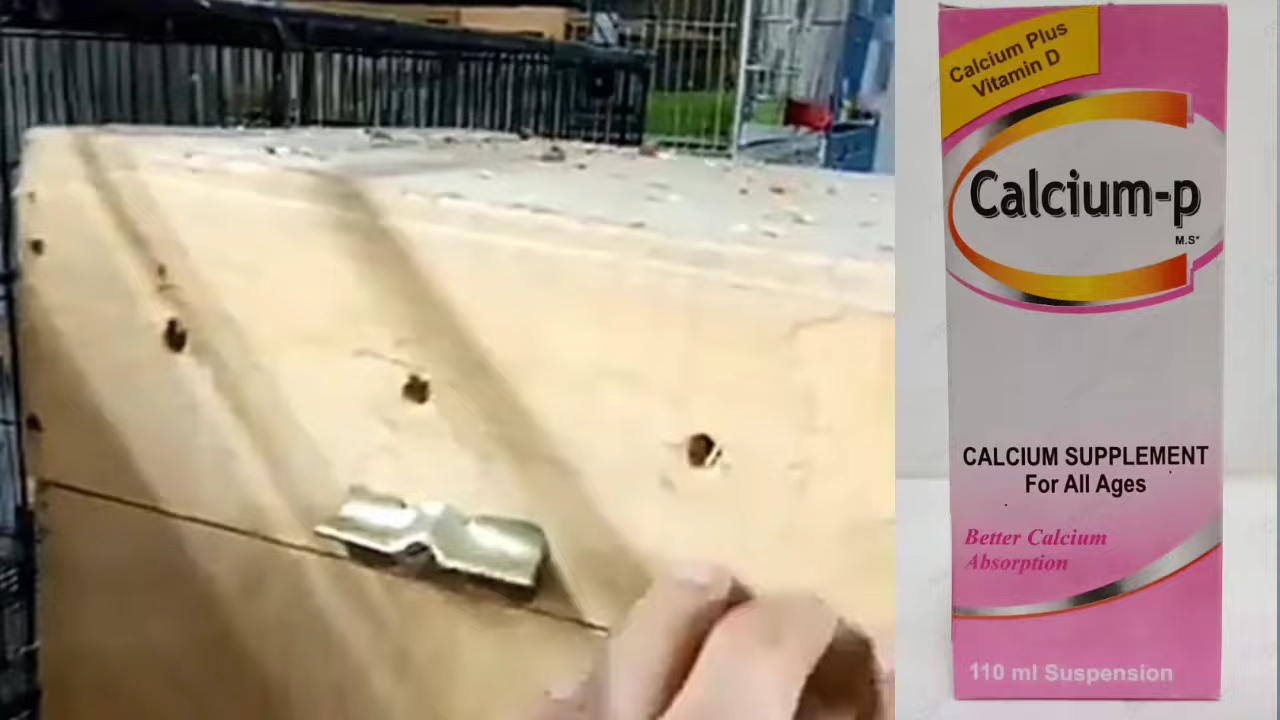 Calcium Plus
Vitamin D
Calcium-p
M.S*
CALCIUM SUPPLEMENT
For All Ages
Better Calcium
Absorption
110 ml Suspension